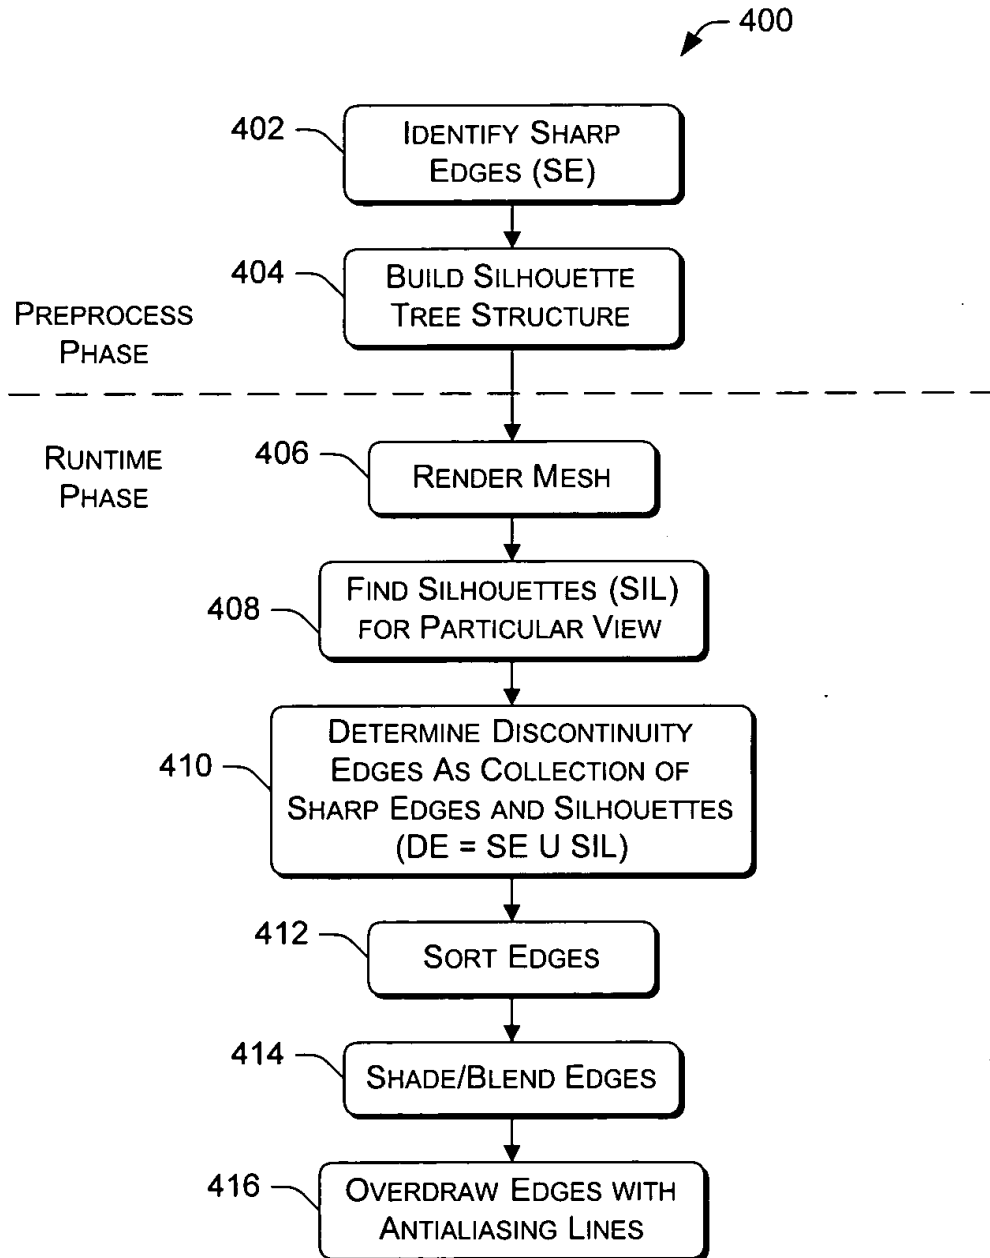 400
402
IDENTIFY SHARP
EDGES (SE)
404
BUILD SILHOUETTE
TREE STRUCTURE
PREPROCESS
PHASE
RUNTIME
PHASE
406
RENDER MESH
408
FIND SILHOUETTES (SIL)
FOR PARTICULAR VIEW
410
DETERMINE DISCONTINUITY
EDGES AS COLLECTION OF
SHARP EDGES AND SILHOUETTES
(DE = SE U SIL)
412
SORT EDGES
414
SHADE/BLEND EDGES
416
OVERDRAW EDGES WITH
ANTIALIASING LINES